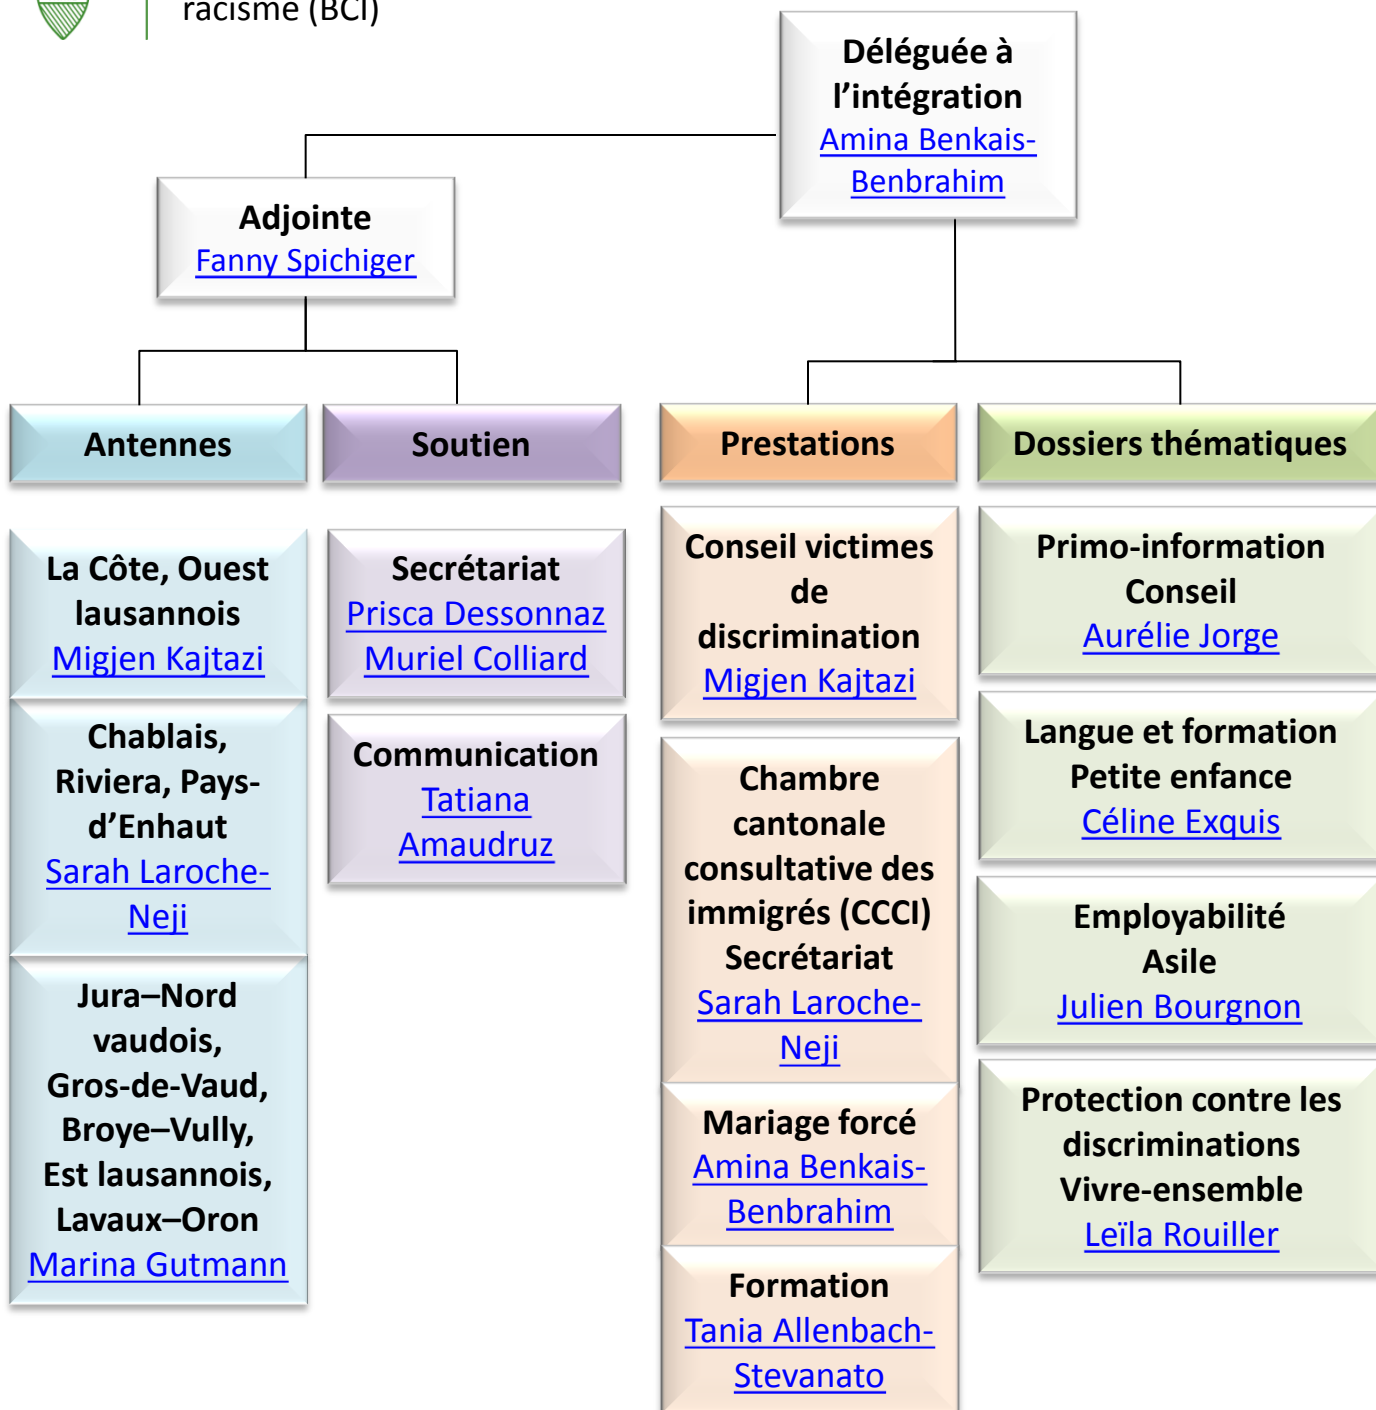 racisme (BCI)
Déléguée à
l’intégration
Amina Benkais-
Benbrahim
Adjointe
Fanny Spichiger
Antennes
La Côte, Ouest
lausannois
Migjen Kajtazi
Chablais,
Riviera, Pays-
d’Enhaut
Sarah Laroche-
Neji
Jura–Nord
vaudois,
Gros-de-Vaud,
Broye–Vully,
Est lausannois,
Lavaux–Oron
Marina Gutmann
Soutien
Secrétariat
Prisca Dessonnaz
Muriel Colliard
Communication
Tatiana
Amaudruz
Prestations
Conseil victimes
de
discrimination
Migjen Kajtazi
Chambre
cantonale
consultative des
immigrés (CCCI)
Secrétariat
Sarah Laroche-
Neji
Mariage forcé
Amina Benkais-
Benbrahim
Formation
Tania Allenbach-
Stevanato
Dossiers thématiques
Primo-information
Conseil
Aurélie Jorge
Langue et formation
Petite enfance
Céline Exquis
Employabilité
Asile
Julien Bourgnon
Protection contre les
discriminations
Vivre-ensemble
Leïla Rouiller